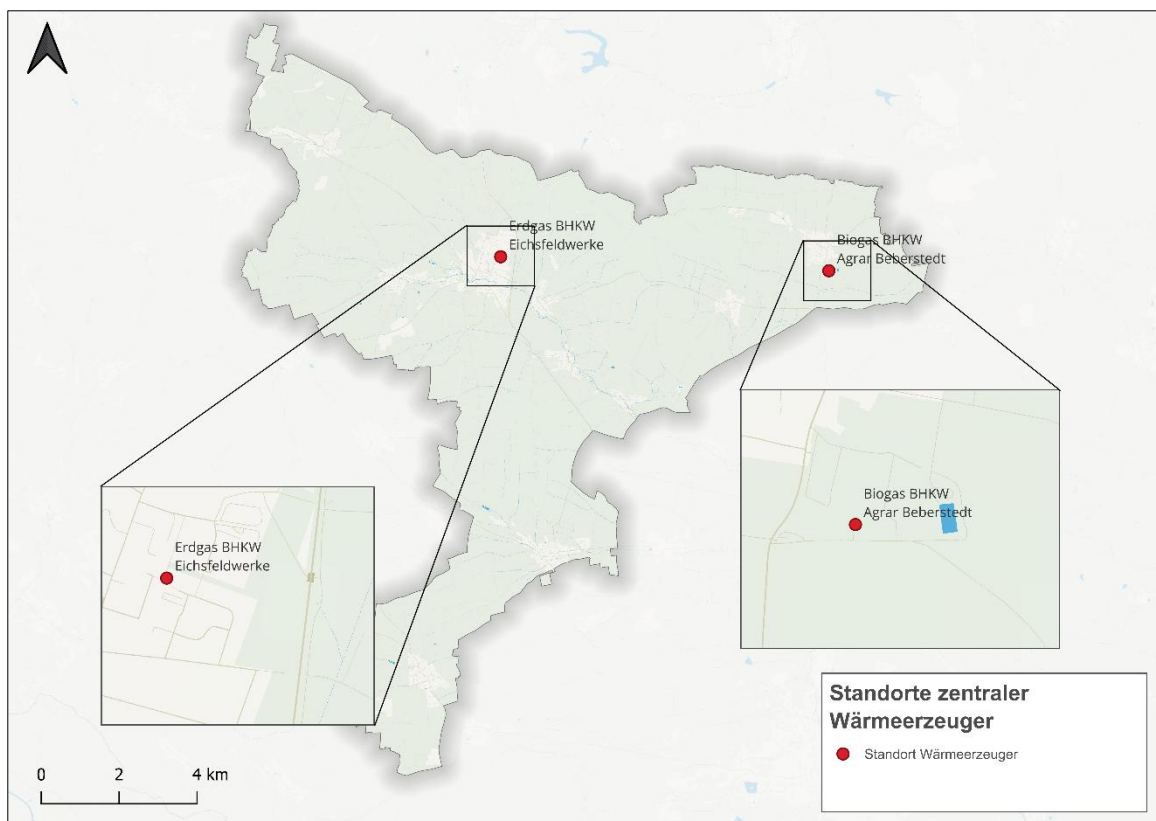 Erdgas BHKW
Eichsfeldwerke
Biogas BHKW
Agrar Beberstedt
Erdgas BHKW
Eichsfeldwerke
Biogas BHKW
Agrar Beberstedt
Standorte zentraler
Wärmeerzeuger
Standort Wärmeerzeuger
0 2 4 km